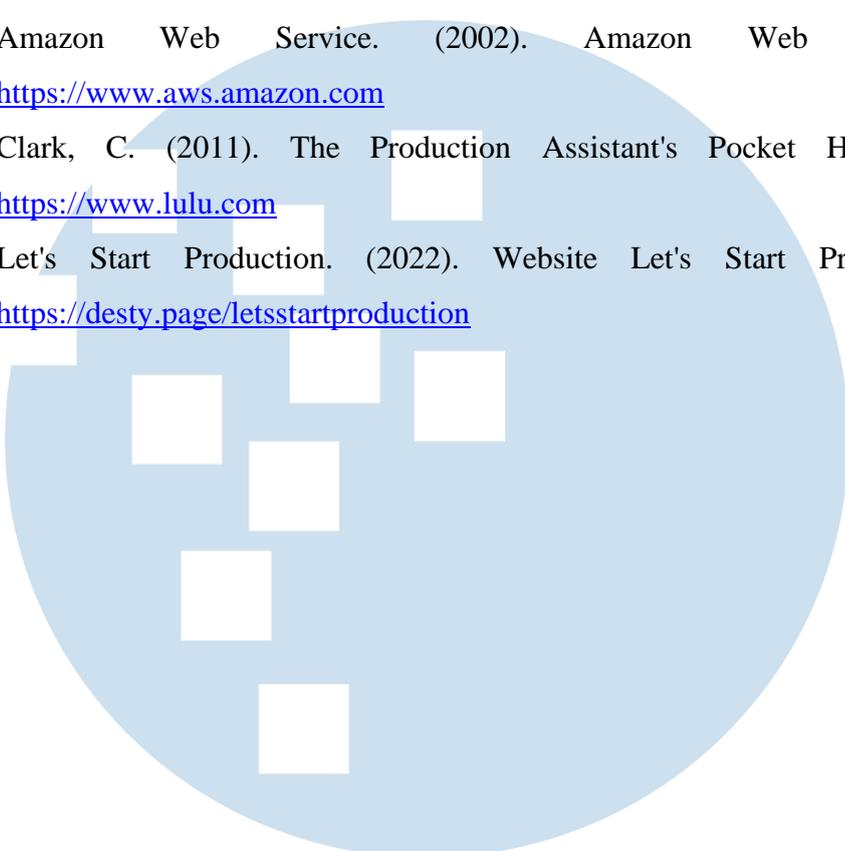 Amazon Web Service. (2002). Amazon Web
https://www.aws.amazon.com
Clark, C. (2011). The Production Assistant's Pocket H
https://www.lulu.com
Let's Start Production. (2022). Website Let's Start Pr
https://desty.page/letsstartproduction